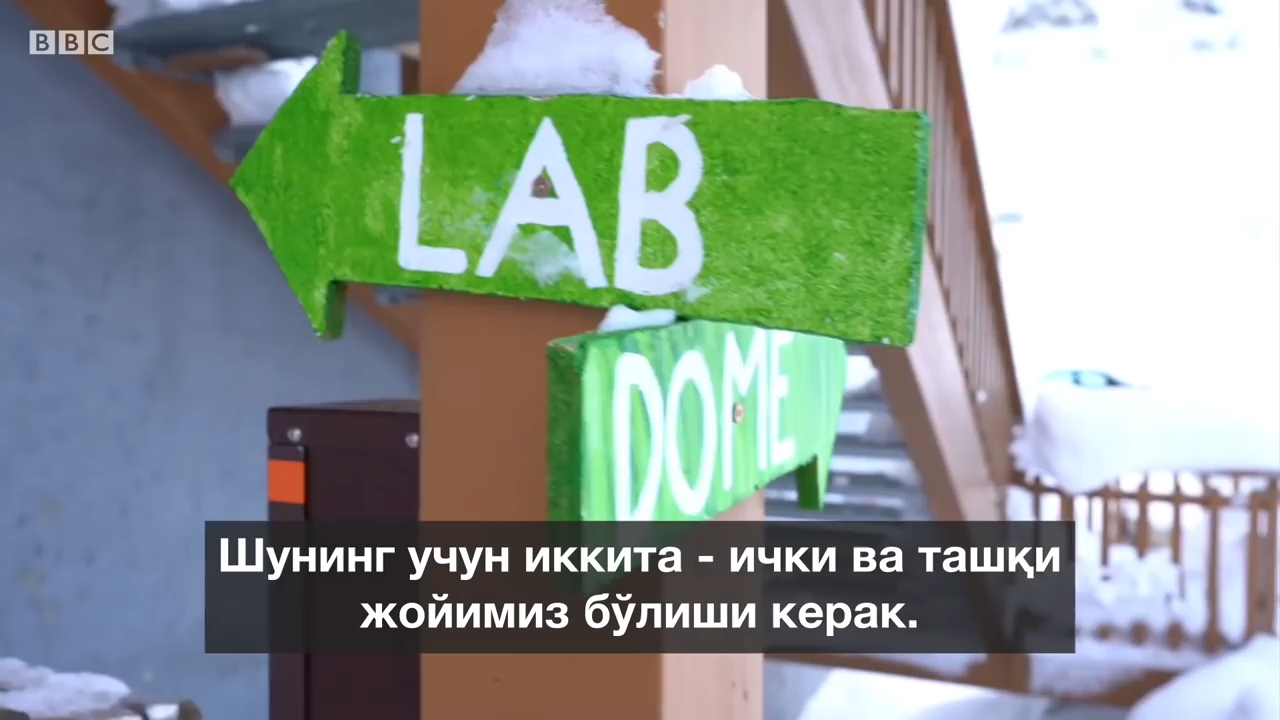 BBC
LAB
DOME
Шунинг учун иккита - ички ва ташқи
жойимиз бўлиши керак.